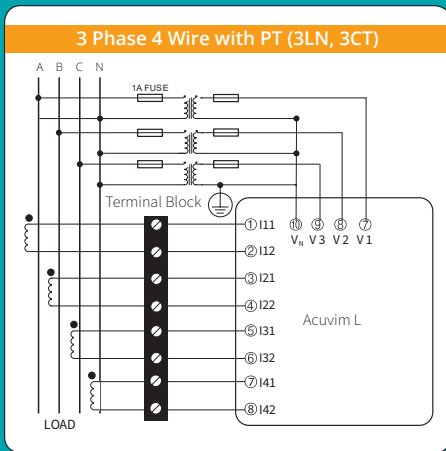 3 Phase 4 Wire with PT (3LN, 3CT)
A B C N
1A FUSE
Terminal Block
① I11
② I12
③ I21
④ I22
⑤ I31
⑥ I32
⑦ I41
⑧ I42
⑩ ⑨ ⑧ ⑦
VN V3 V2 V1
Acuvim L
LOAD